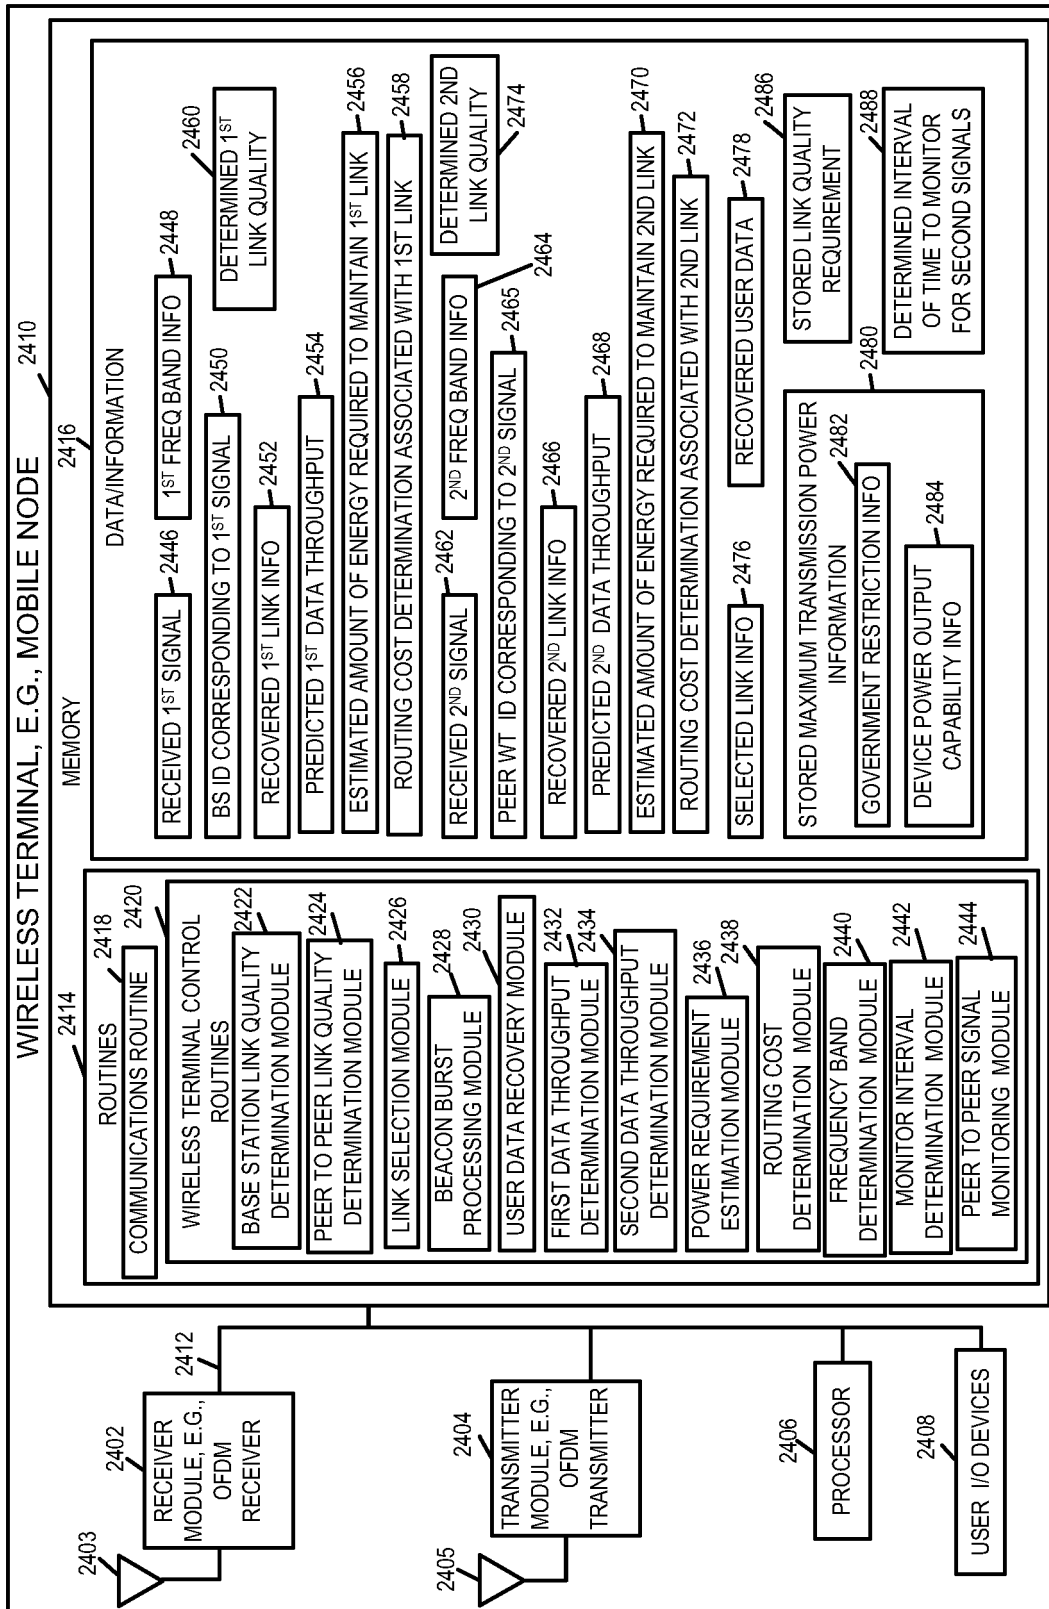 WIRELESS TERMINAL, E.G., MOBILE NODE
2410
2403
2402
RECEIVER
MODULE, E.G.,
OFDM
RECEIVER
2412
2405
2404
TRANSMITTER
MODULE, E.G.,
OFDM
TRANSMITTER
2406
PROCESSOR
2408
USER I/O DEVICES
MEMORY
2414
ROUTINES
2418
COMMUNICATIONS ROUTINE
2420
WIRELESS TERMINAL CONTROL
ROUTINES
2422
BASE STATION LINK QUALITY
DETERMINATION MODULE
2424
PEER TO PEER LINK QUALITY
DETERMINATION MODULE
2426
LINK SELECTION MODULE
2428
BEACON BURST
PROCESSING MODULE
2430
USER DATA RECOVERY MODULE
2432
FIRST DATA THROUGHPUT
DETERMINATION MODULE
2434
SECOND DATA THROUGHPUT
DETERMINATION MODULE
2436
POWER REQUIREMENT
ESTIMATION MODULE
2438
ROUTING COST
DETERMINATION MODULE
2440
FREQUENCY BAND
DETERMINATION MODULE
2442
MONITOR INTERVAL
DETERMINATION MODULE
2444
PEER TO PEER SIGNAL
MONITORING MODULE
2416
DATA/INFORMATION
2446
RECEIVED 1ST SIGNAL
2448
1ST FREQ BAND INFO
2460
DETERMINED 1ST
LINK QUALITY
2450
BS ID CORRESPONDING TO 1ST SIGNAL
2452
RECOVERED 1ST LINK INFO
2454
PREDICTED 1ST DATA THROUGHPUT
2456
ESTIMATED AMOUNT OF ENERGY REQUIRED TO MAINTAIN 1ST LINK
2458
ROUTING COST DETERMINATION ASSOCIATED WITH 1ST LINK
2462
RECEIVED 2ND SIGNAL
2464
2ND FREQ BAND INFO
DETERMINED 2ND
LINK QUALITY
2474
2465
PEER WT ID CORRESPONDING TO 2ND SIGNAL
2466
RECOVERED 2ND LINK INFO
2468
PREDICTED 2ND DATA THROUGHPUT
2470
ESTIMATED AMOUNT OF ENERGY REQUIRED TO MAINTAIN 2ND LINK
2472
ROUTING COST DETERMINATION ASSOCIATED WITH 2ND LINK
2476
SELECTED LINK INFO
2478
RECOVERED USER DATA
2480
STORED MAXIMUM TRANSMISSION POWER
INFORMATION
2482
GOVERNMENT RESTRICTION INFO
2484
DEVICE POWER OUTPUT
CAPABILITY INFO
2486
STORED LINK QUALITY
REQUIREMENT
2488
DETERMINED INTERVAL
OF TIME TO MONITOR
FOR SECOND SIGNALS